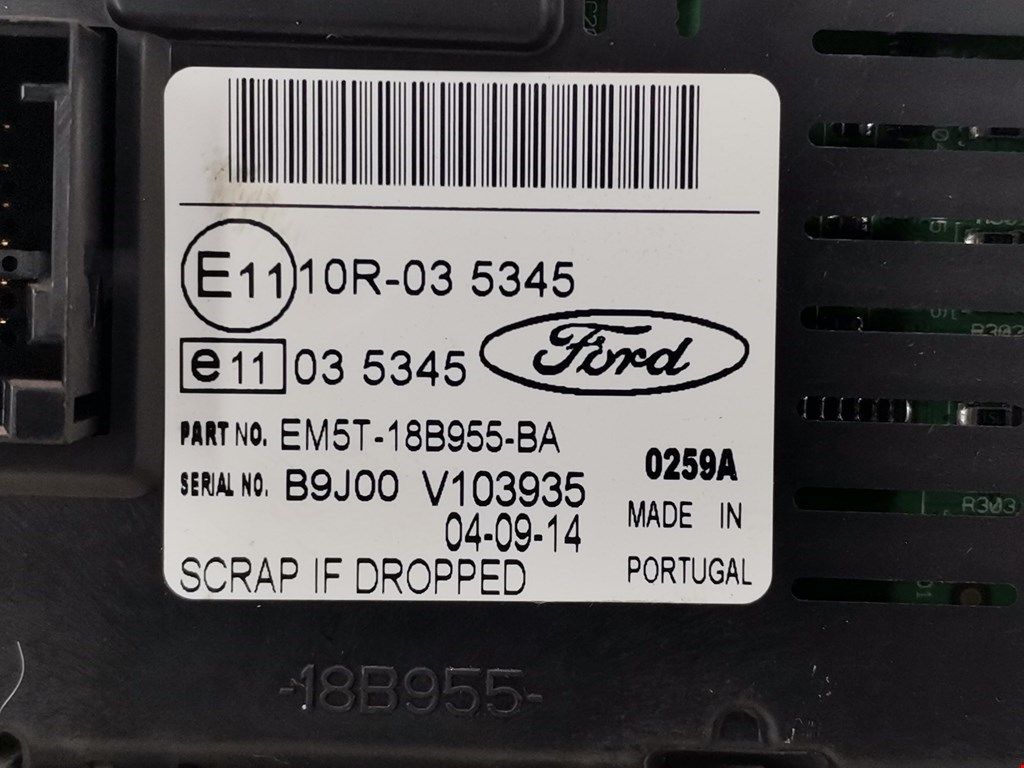 E11 10R-03 5345
e11 03 5345
Ford
PART NO. EM5T-18B955-BA
0259A
SERIAL NO. B9J00 V103935
04-09-14
MADE IN
PORTUGAL
SCRAP IF DROPPED
-18B955-
R303